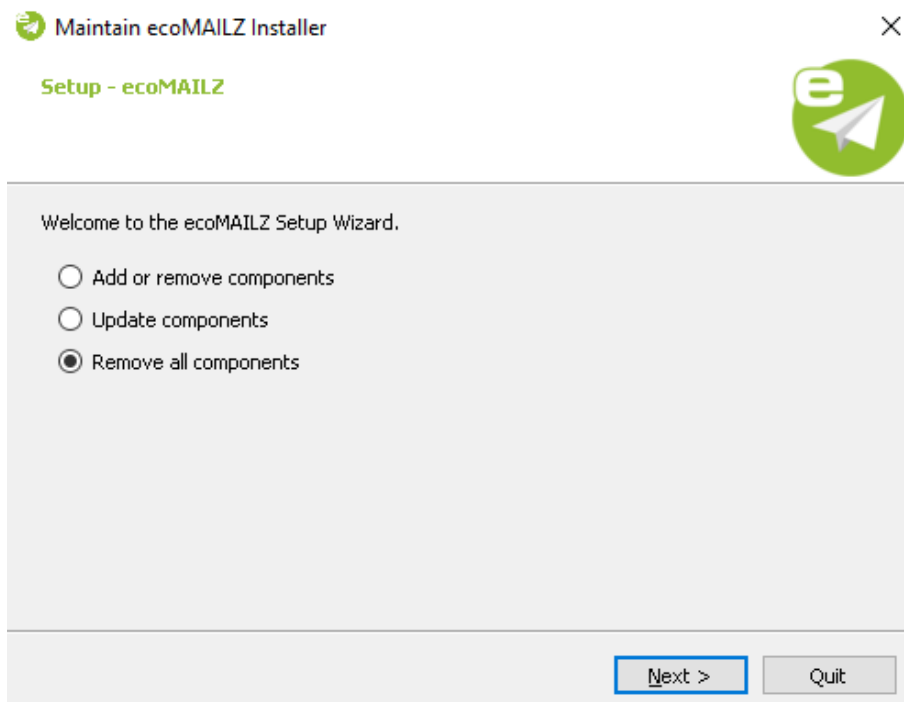 Maintain ecoMAILZ Installer
Setup - ecoMAILZ
e
Welcome to the ecoMAILZ Setup Wizard.
Add or remove components
Update components
Remove all components
Next >
Quit